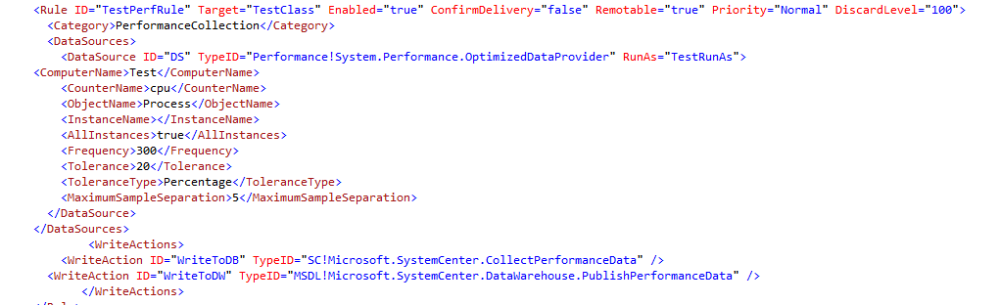 <Rule ID="TestPerfRule" Target="TestClass" Enabled="true" ConfirmDelivery="false" Remotable="true" Priority="Normal" DiscardLevel="100">
<Category>PerformanceCollection</Category>
<DataSources>
<DataSource ID="DS" TypeID="Performance!System.Performance.OptimizedDataProvider" RunAs="TestRunAs">
<ComputerName>Test</ComputerName>
<CounterName>cpu</CounterName>
<ObjectName>Process</ObjectName>
<InstanceName></InstanceName>
<AllInstances>true</AllInstances>
<Frequency>300</Frequency>
<Tolerance>20</Tolerance>
<ToleranceType>Percentage</ToleranceType>
<MaximumSampleSeparation>5</MaximumSampleSeparation>
</DataSource>
</DataSources>
<WriteActions>
<WriteAction ID="WriteToDB" TypeID="SC!Microsoft.SystemCenter.CollectPerformanceData" />
<WriteAction ID="WriteToDW" TypeID="MSDL!Microsoft.SystemCenter.DataWarehouse.PublishPerformanceData" />
</WriteActions>